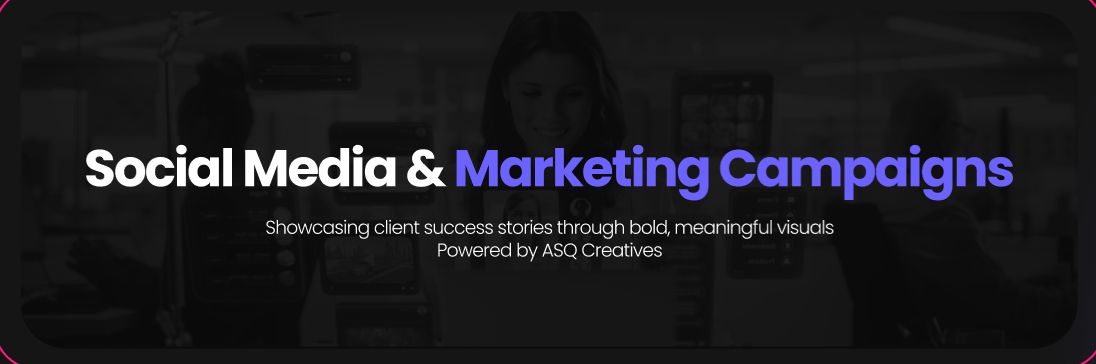 Social Media & Marketing Campaigns
Showcasing client success stories through bold, meaningful visuals
Powered by ASQ Creatives